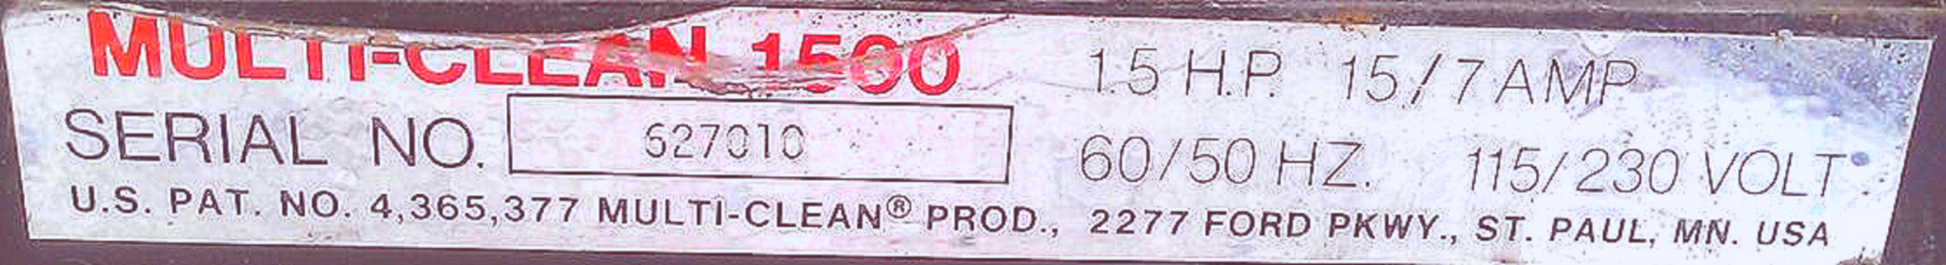 MULTI-CLEAN 1500 1.5 H.P. 15/7 AMP
SERIAL NO. 627010 60/50 HZ. 115/230 VOLT
U.S. PAT. NO. 4,365,377 MULTI-CLEAN® PROD., 2277 FORD PKWY., ST. PAUL, MN. USA